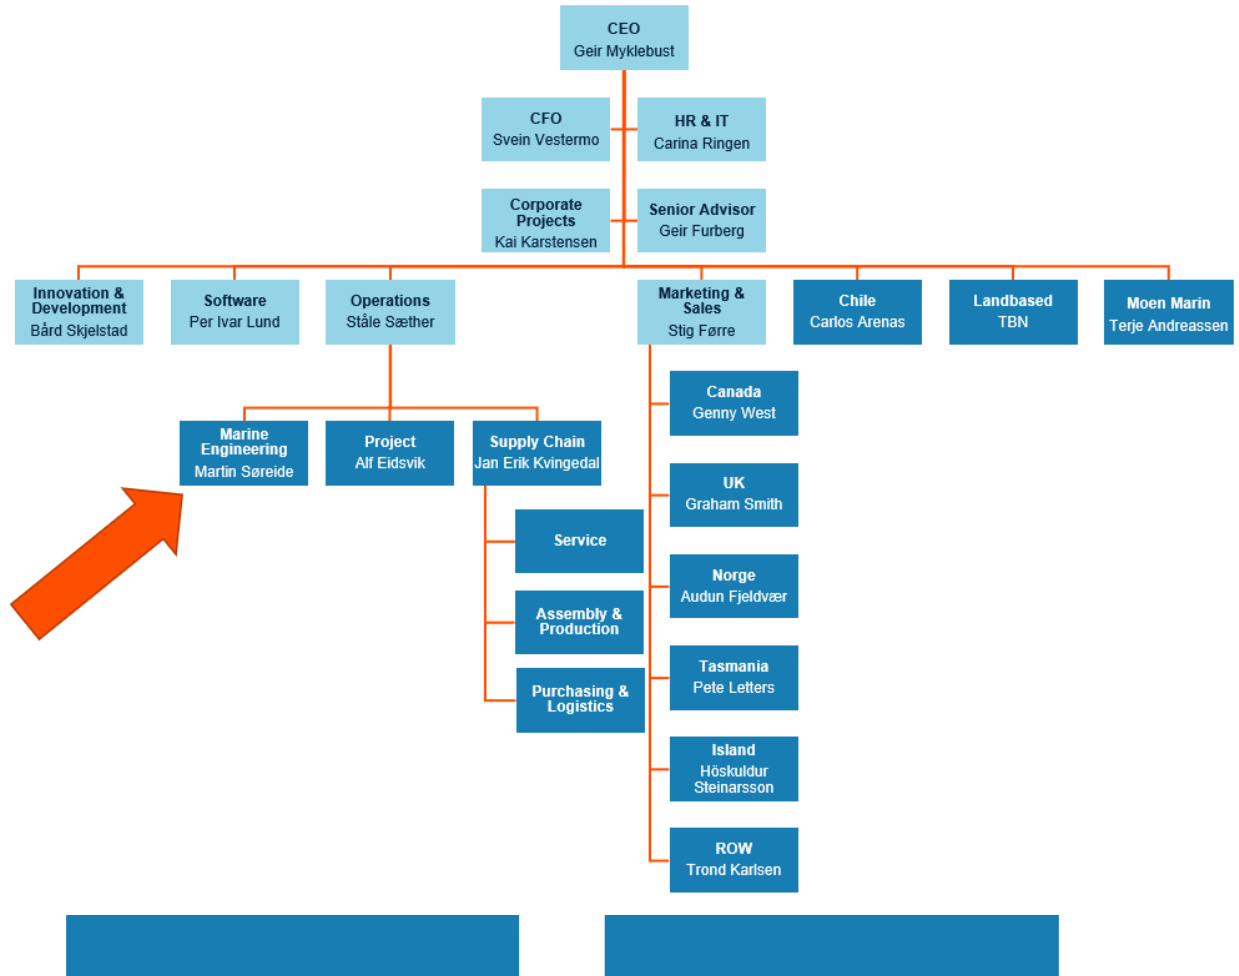 CEO
Geir Myklebust
CFO
Svein Vestermo
HR & IT
Carina Ringen
Corporate
Projects
Kai Karstensen
Senior Advisor
Geir Furberg
Innovation &
Development
Bård Skjelstad
Software
Per Ivar Lund
Operations
Ståle Sæther
Marketing &
Sales
Stig Førre
Chile
Carlos Arenas
Landbased
TBN
Moen Marin
Terje Andreassen
Marine
Engineering
Martin Søreide
Project
Alf Eidsvik
Supply Chain
Jan Erik Kvingedal
Service
Assembly &
Production
Purchasing &
Logistics
Canada
Genny West
UK
Graham Smith
Norge
Audun Fjeldvær
Tasmania
Pete Letters
Island
Höskuldur
Steinarsson
ROW
Trond Karlsen